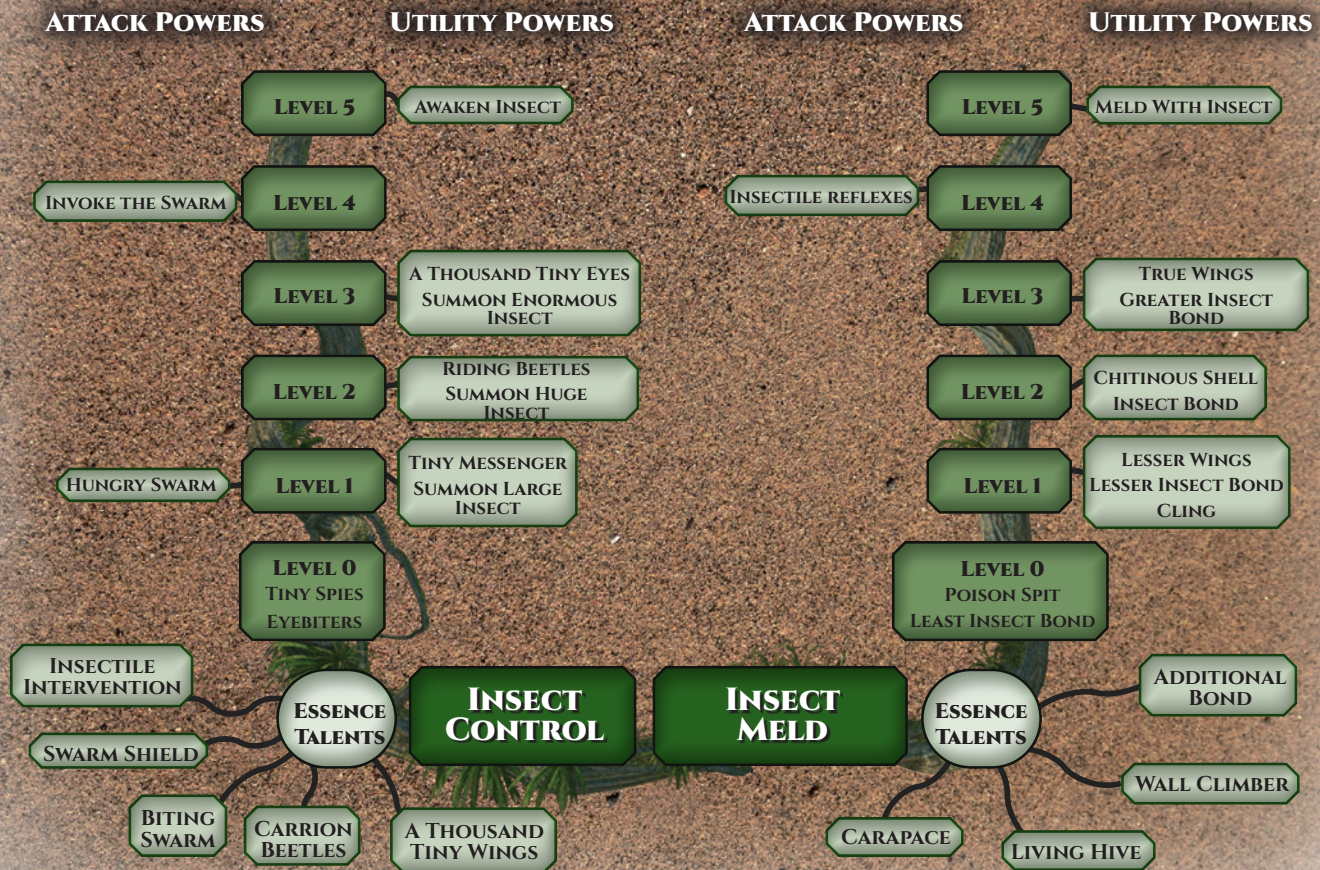 Attack Powers
Utility Powers
Attack Powers
Utility Powers
Level 5
Awaken Insect
Invoke the Swarm
Level 4
Level 3
A Thousand Tiny Eyes
Summon Enormous
Insect
Level 2
Riding Beetles
Summon Huge
Insect
Hungry Swarm
Level 1
Tiny Messenger
Summon Large
Insect
Level 0
Tiny Spies
Eyebiters
Insectile
Intervention
Swarm Shield
Biting
Swarm
Carrion
Beetles
A Thousand
Tiny Wings
Essence
Talents
Insect
Control
Level 5
Meld With Insect
Insectile reflexes
Level 4
Level 3
True Wings
Greater Insect
Bond
Level 2
Chitinous Shell
Insect Bond
Level 1
Lesser Wings
Lesser Insect Bond
Cling
Level 0
Poison Spit
Least Insect Bond
Insect
Meld
Essence
Talents
Additional
Bond
Wall Climber
Carapace
Living Hive